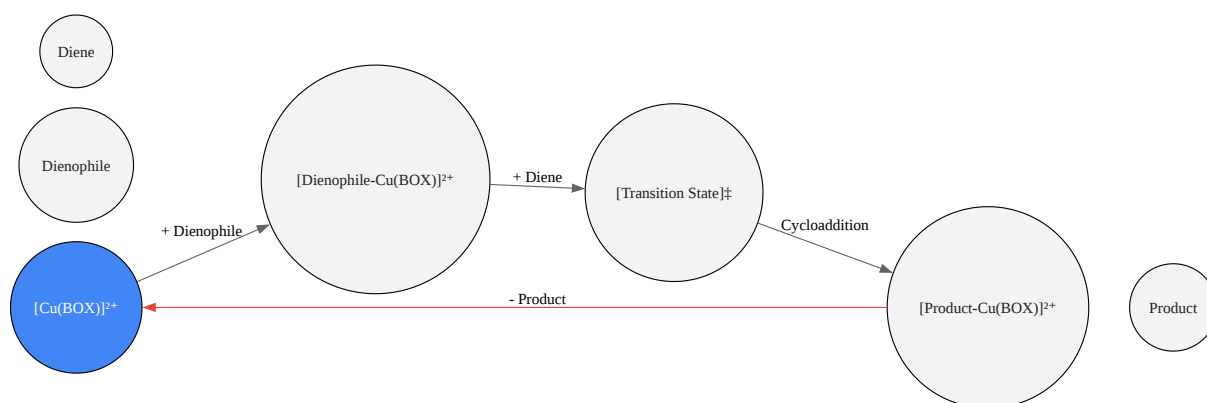 Diene
Dienophile
[Cu(BOX)]²⁺
+ Dienophile
[Dienophile-Cu(BOX)]²⁺
+ Diene
[Transition State]‡
Cycloaddition
[Product-Cu(BOX)]²⁺
- Product
Product